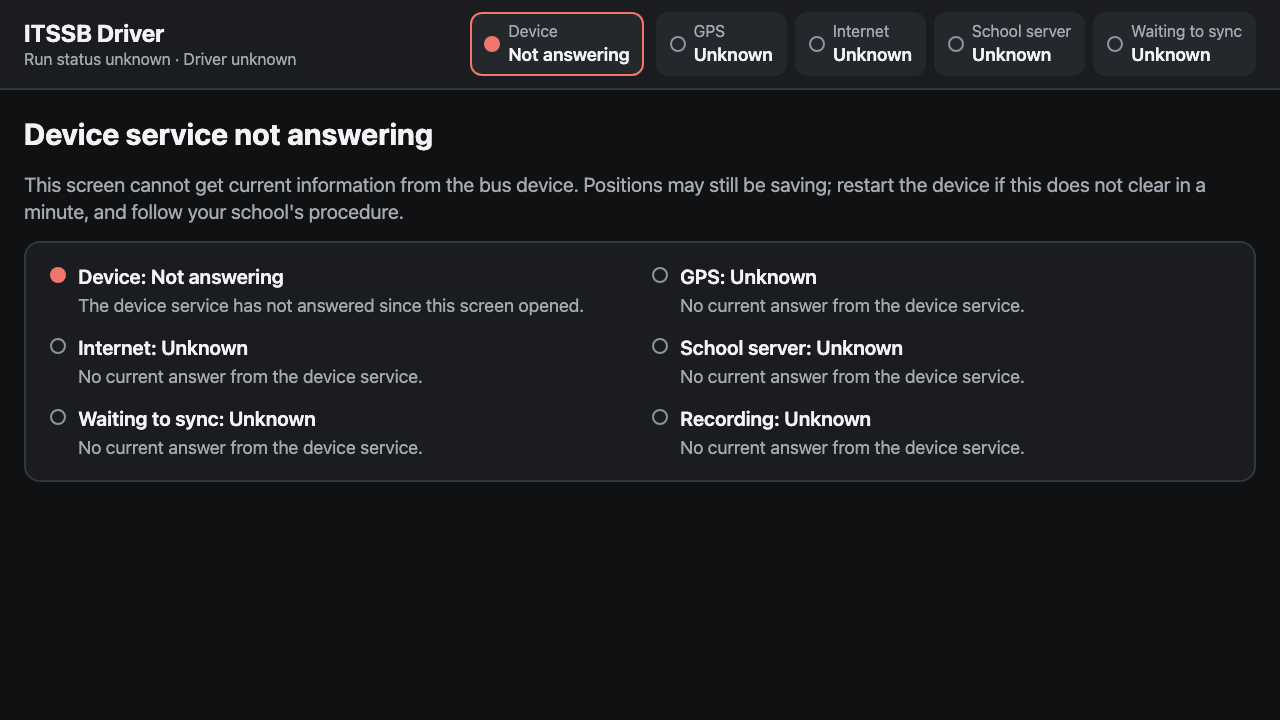 ITSSB Driver
Run status unknown · Driver unknown
Device
Not answering
GPS
Unknown
Internet
Unknown
School server
Unknown
Waiting to sync
Unknown
Device service not answering
This screen cannot get current information from the bus device. Positions may still be saving; restart the device if this does not clear in a
minute, and follow your school's procedure.
Device: Not answering
The device service has not answered since this screen opened.
GPS: Unknown
No current answer from the device service.
Internet: Unknown
No current answer from the device service.
School server: Unknown
No current answer from the device service.
Waiting to sync: Unknown
No current answer from the device service.
Recording: Unknown
No current answer from the device service.